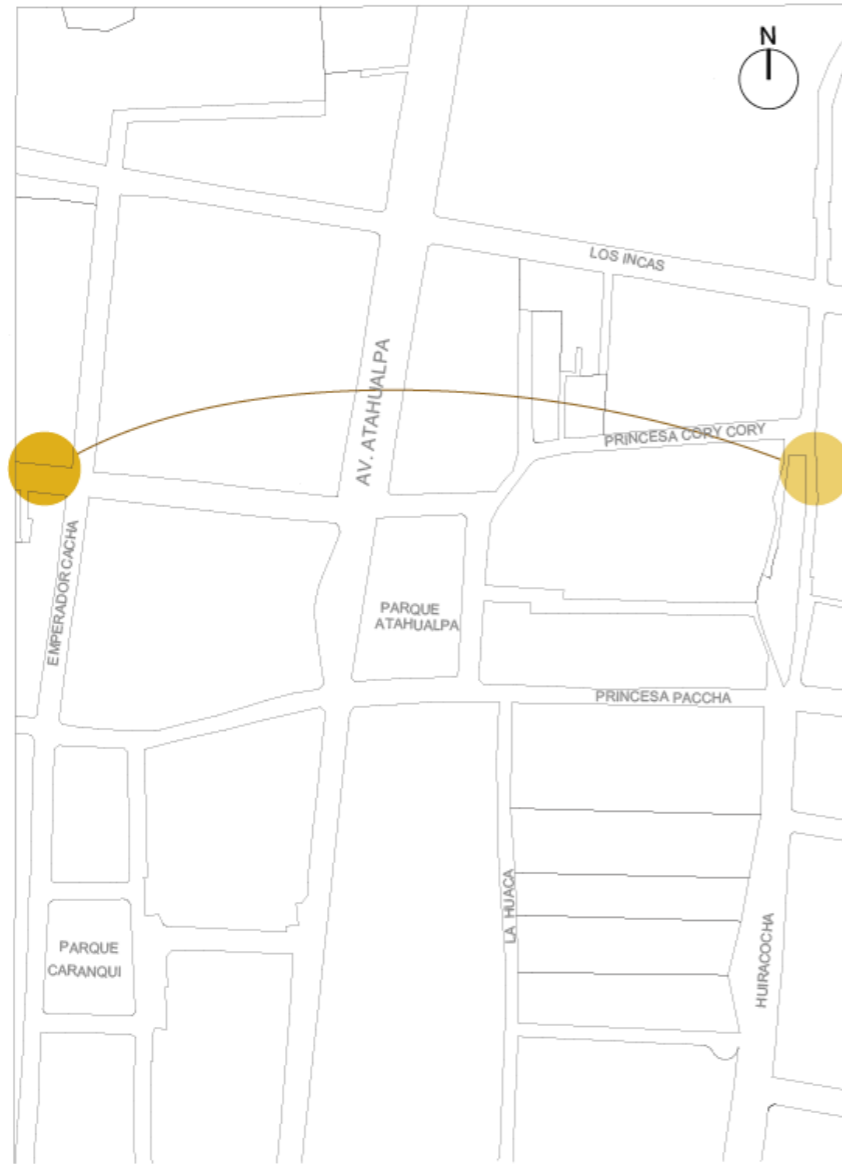 N
LOS INCAS
AV. ATAHUALPA
PRINCESA CORY CORY
EMPERADOR CACHA
PARQUE
ATAHUALPA
PRINCESA PACCHA
LA HUACA
PARQUE
CARANQUI
HUIRACOCHA